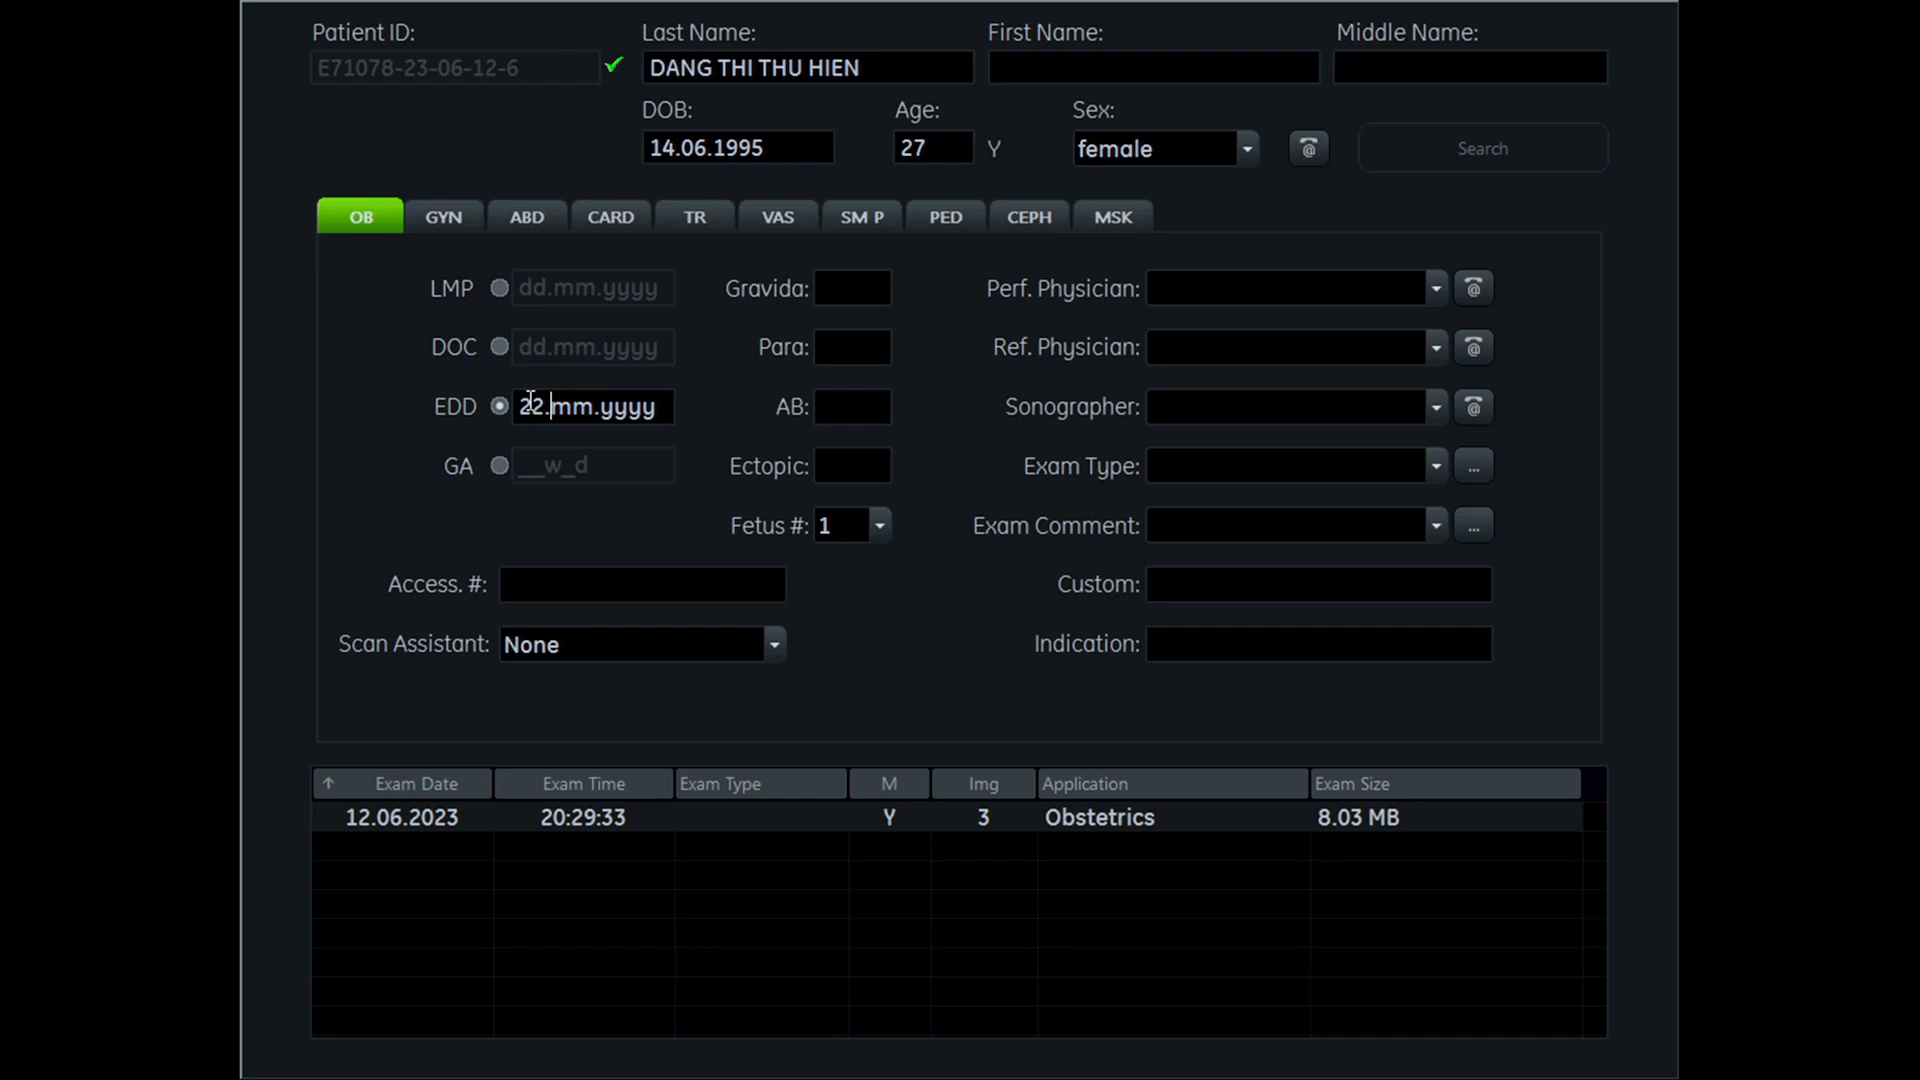 Patient ID: Last Name: First Name: Middle Name:
E71078-23-06-12-6 DANG THI THU HIEN
DOB: Age: Sex:
14.06.1995 27 Y female Search
OB GYN ABD CARD TR VAS SM P PED CEPH MSK
LMP dd.mm.yyyy Gravida: Perf. Physician:
DOC dd.mm.yyyy Para: Ref. Physician:
EDD 22.mm.yyyy AB: Sonographer:
GA __w_d Ectopic: Exam Type: ...
Fetus #: 1 Exam Comment: ...
Access. #: Custom:
Scan Assistant: None Indication:
Exam Date Exam Time Exam Type M Img Application Exam Size
12.06.2023 20:29:33 Y 3 Obstetrics 8.03 MB